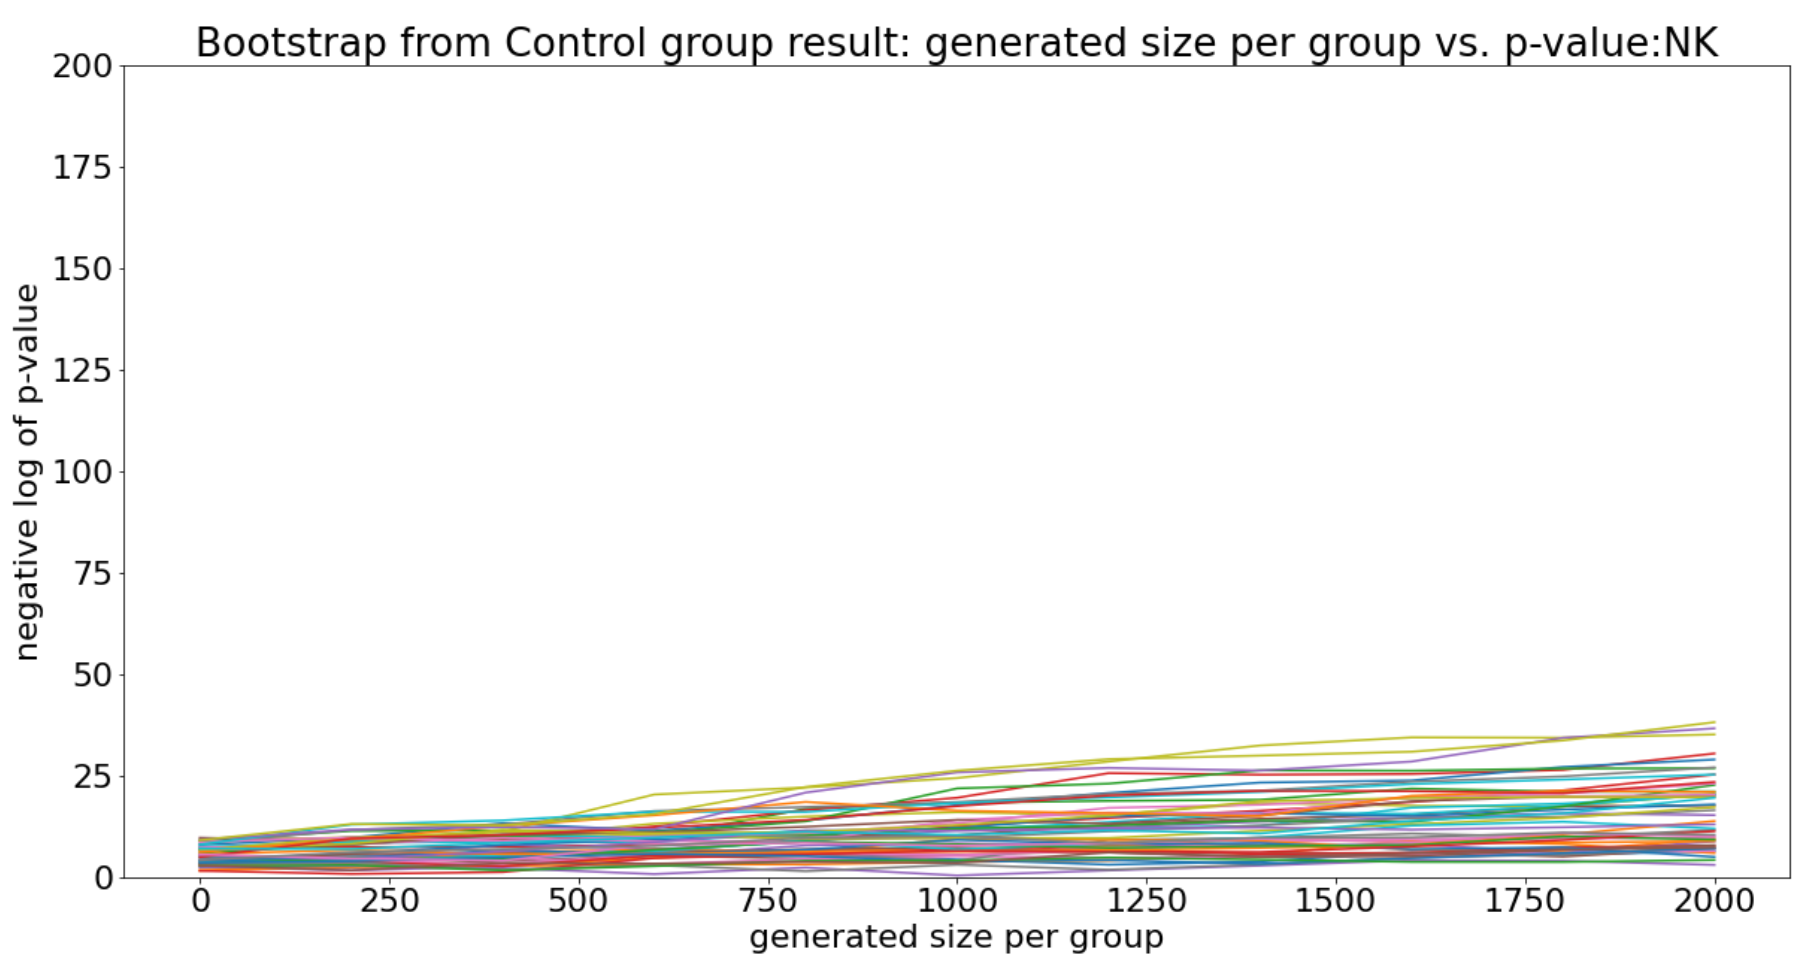 Bootstrap from Control group result: generated size per group vs. p-value:NK
200
175
150
125
100
75
50
25
0
negative log of p-value
0 250 500 750 1000 1250 1500 1750 2000
generated size per group